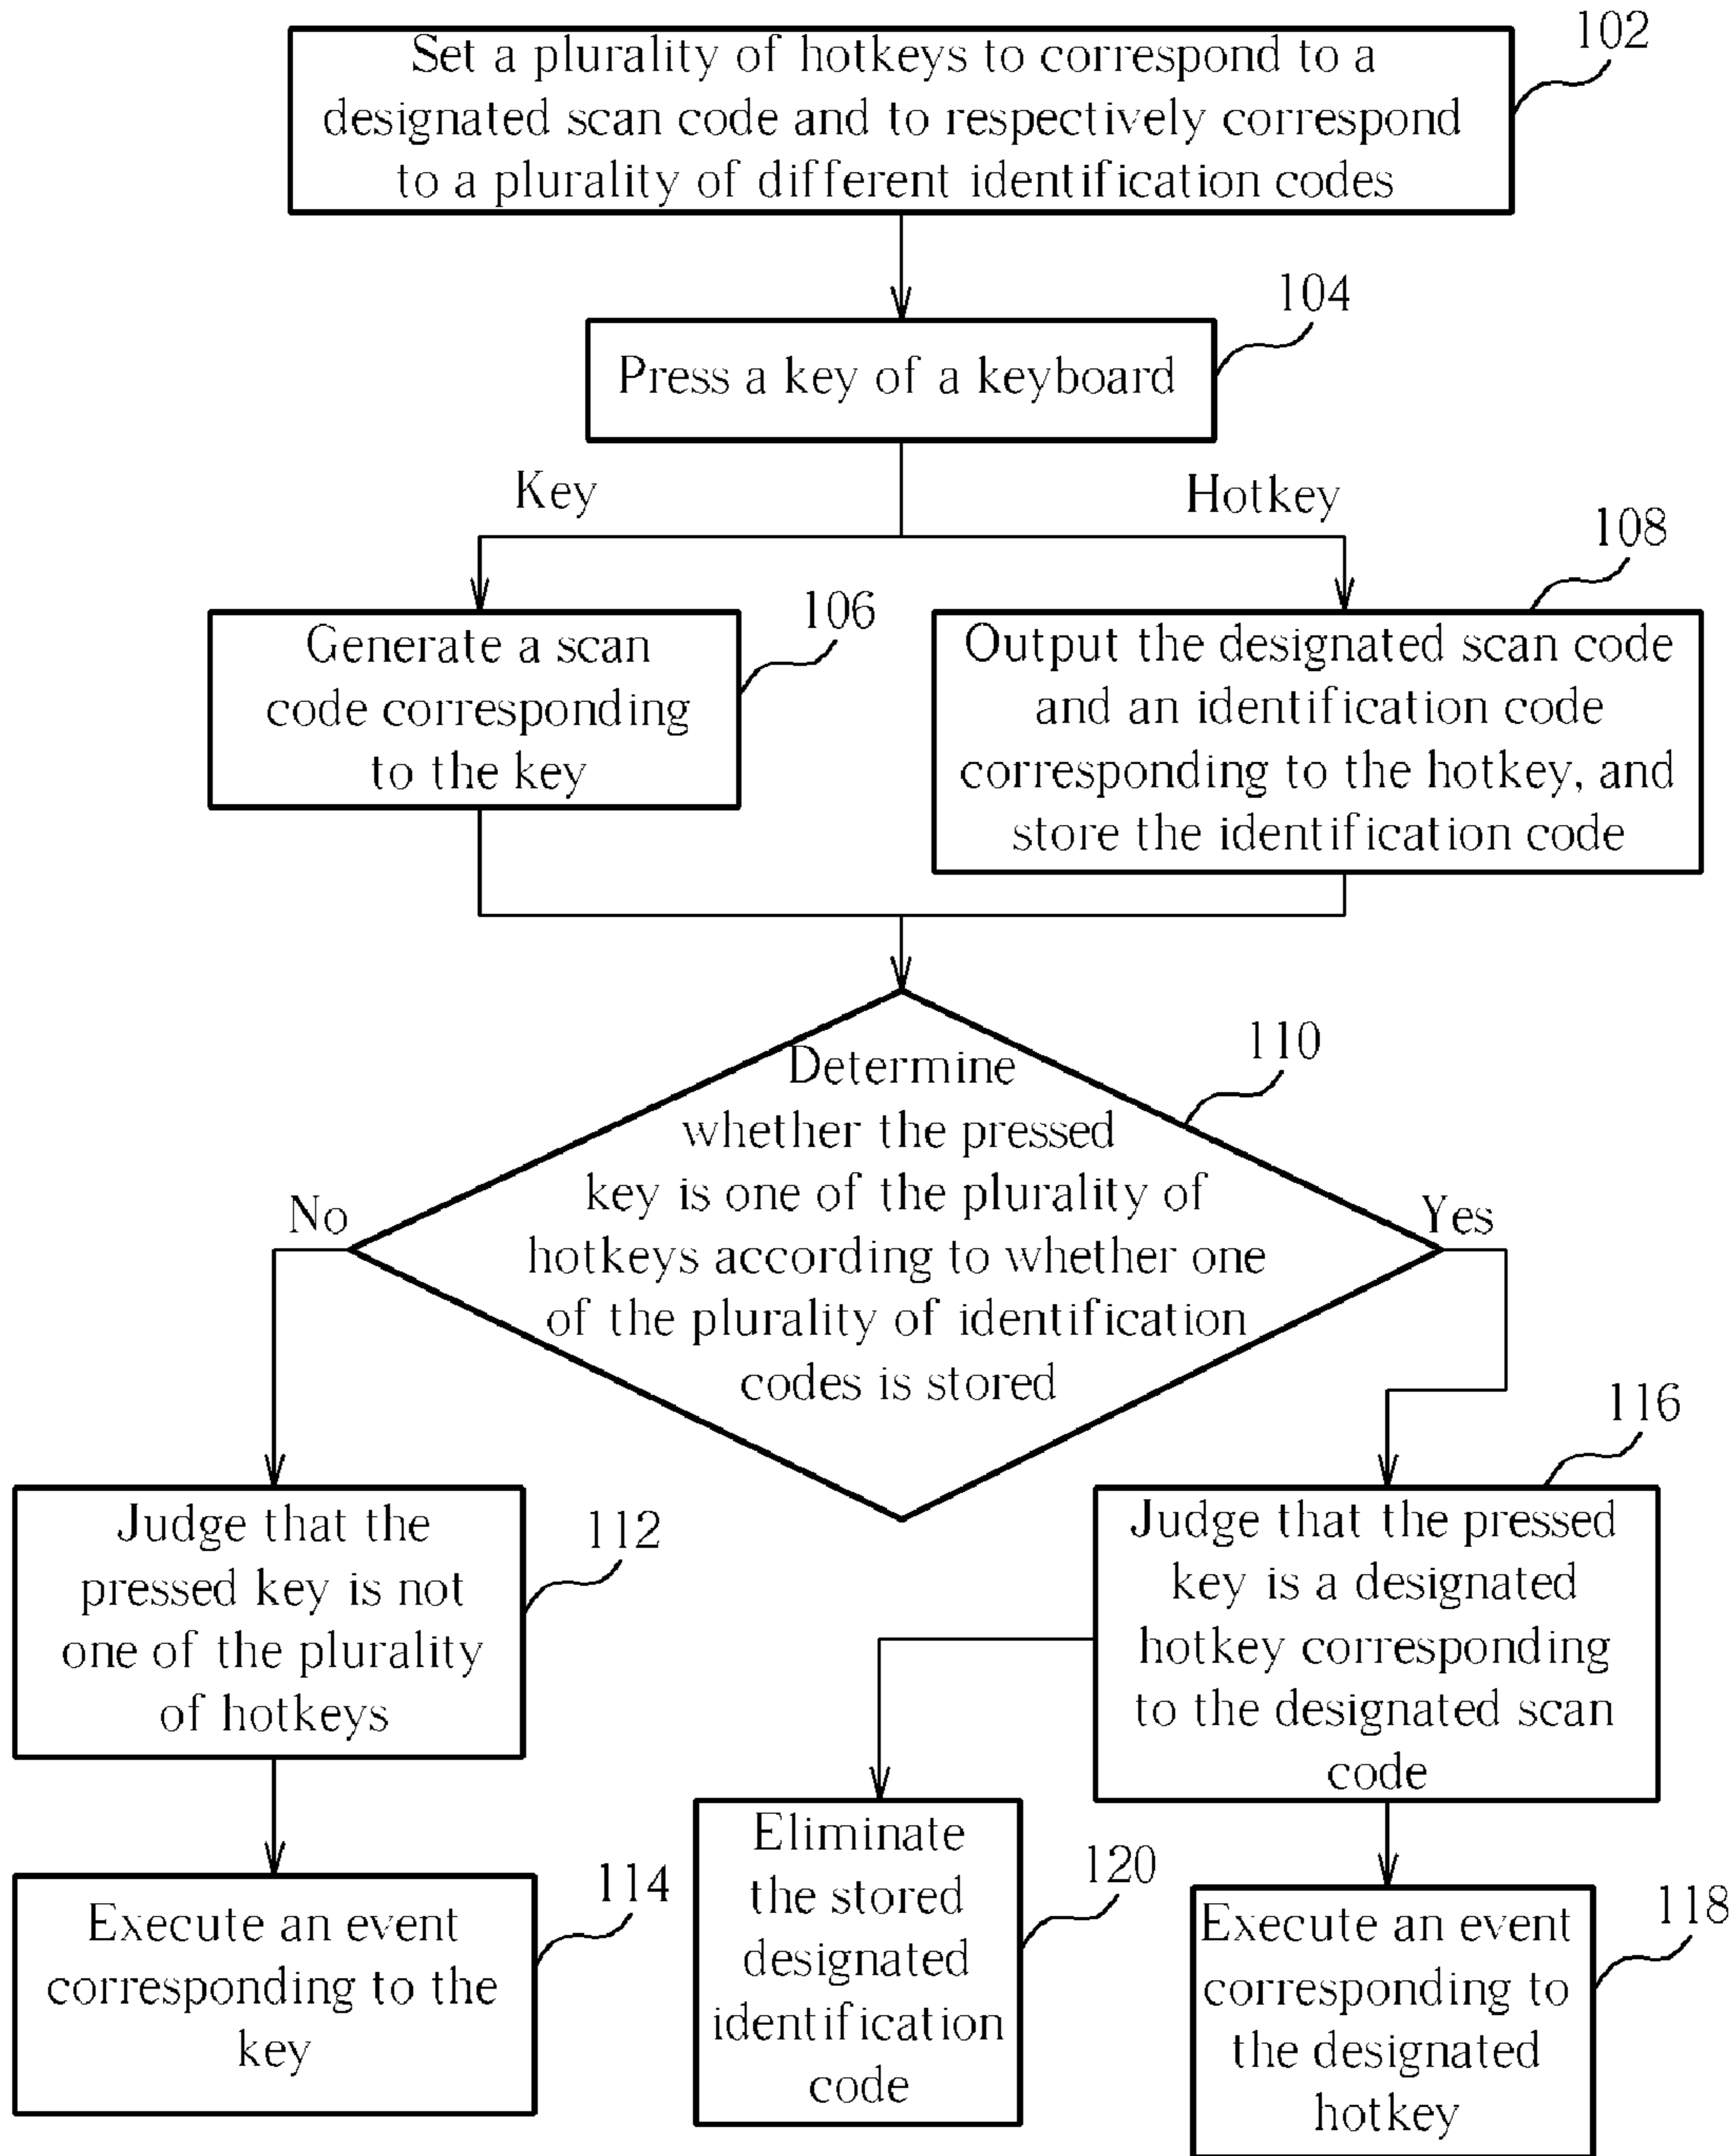 102
Set a plurality of hotkeys to correspond to a
designated scan code and to respectively correspond
to a plurality of different identification codes
104
Press a key of a keyboard
Key
Hotkey
108
106
Generate a scan
code corresponding
to the key
Output the designated scan code
and an identification code
corresponding to the hotkey, and
store the identification code
110
Determine
whether the pressed
key is one of the plurality of
hotkeys according to whether one
of the plurality of identification
codes is stored
No
Yes
116
112
Judge that the
pressed key is not
one of the plurality
of hotkeys
Judge that the pressed
key is a designated
hotkey corresponding
to the designated scan
code
114
Execute an event
corresponding to the
key
120
Eliminate
the stored
designated
identification
code
118
Execute an event
corresponding to
the designated
hotkey